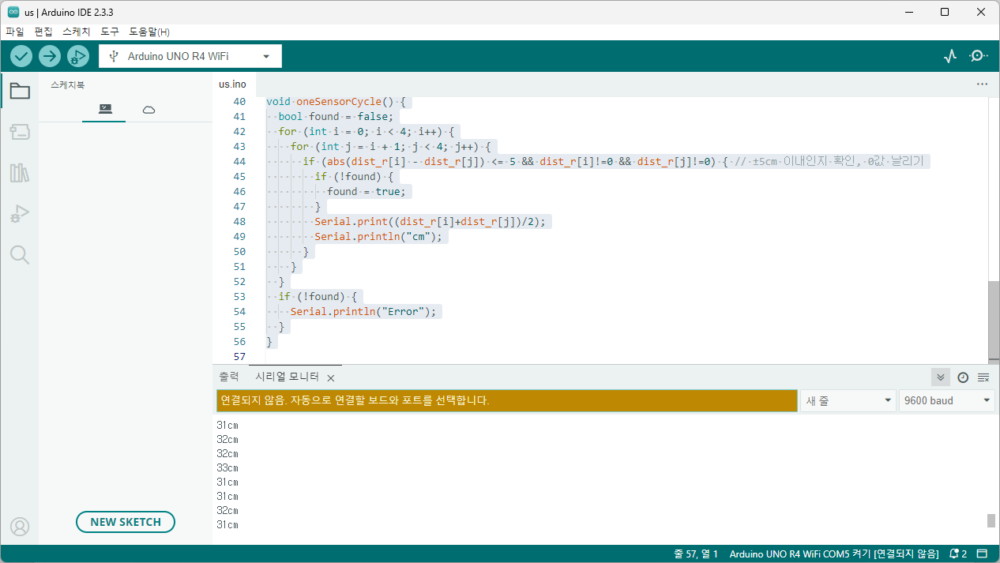 us | Arduino IDE 2.3.3
파일 편집 스케치 도구 도움말(H)
Arduino UNO R4 WiFi
스케치북
us.ino
40 void oneSensorCycle() {
41 bool found = false;
42 for (int i = 0; i < 4; i++) {
43 for (int j = i + 1; j < 4; j++) {
44 if (abs(dist_r[i] - dist_r[j]) <= 5 && dist_r[i]!=0 && dist_r[j]!=0) { // ±5cm 이내인지 확인, 0값 날리기
45 if (!found) {
46 found = true;
47 }
48 Serial.print((dist_r[i]+dist_r[j])/2);
49 Serial.println("cm");
50 }
51 }
52 }
53 if (!found) {
54 Serial.println("Error");
55 }
56 }
57
출력 시리얼 모니터
연결되지 않음. 자동으로 연결할 보드와 포트를 선택합니다. 새 줄 9600 baud
31cm
32cm
32cm
33cm
31cm
31cm
32cm
31cm
NEW SKETCH
줄 57, 열 1 Arduino UNO R4 WiFi COM5 켜기 [연결되지 않음] 2